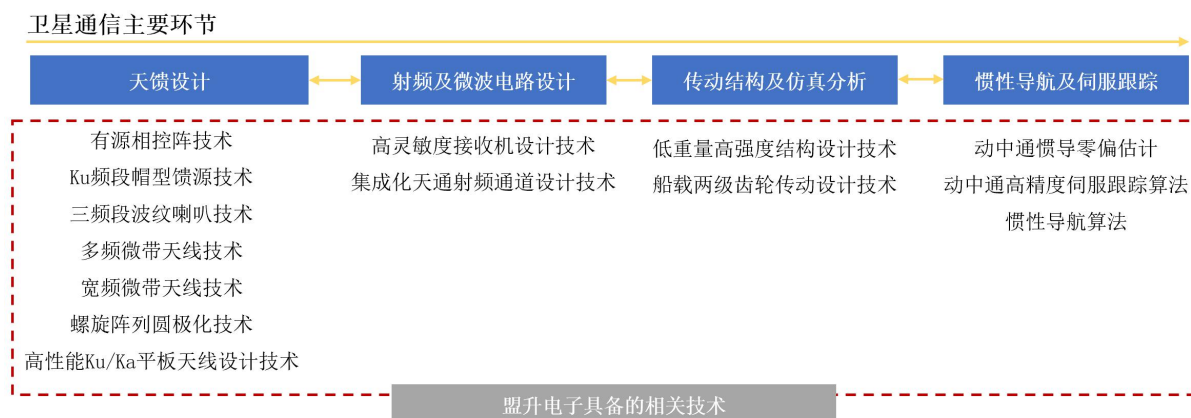 卫星通信主要环节
天馈设计
射频及微波电路设计
传动结构及仿真分析
惯性导航及伺服跟踪
有源相控阵技术
Ku频段帽型馈源技术
三频段波纹喇叭技术
多频微带天线技术
宽频微带天线技术
螺旋阵列圆极化技术
高性能Ku/Ka平板天线设计技术
高灵敏度接收机设计技术
集成化天通射频通道设计技术
低重量高强度结构设计技术
船载两级齿轮传动设计技术
动中通惯导零偏估计
动中通高精度伺服跟踪算法
惯性导航算法
盟升电子具备的相关技术